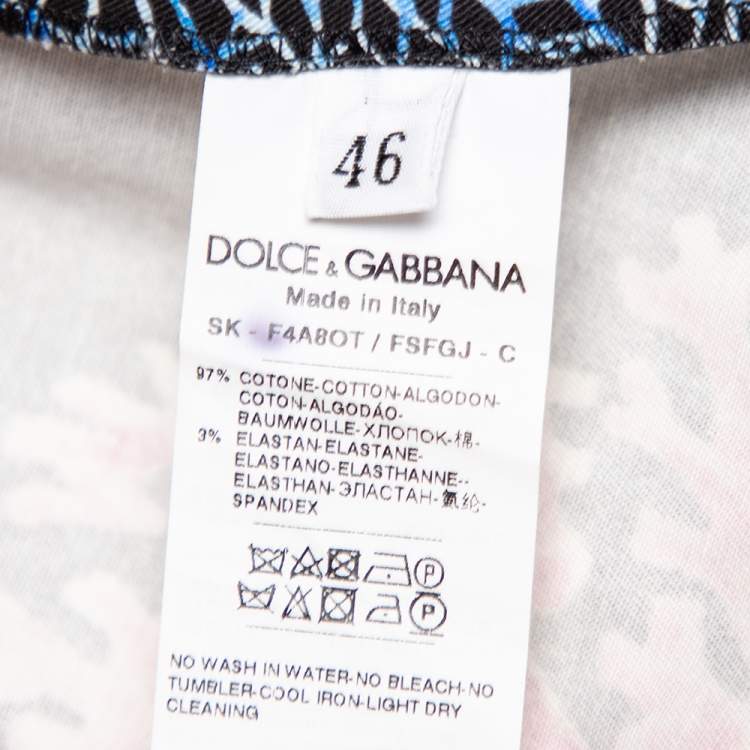 46
DOLCE & GABBANA
Made in Italy
SK - F4A8OT / FSFGJ - C
97% COTONE-COTTON-ALGODON-
COTON-ALGODÁO-
BAUMWOLLE-ХЛОПОК-棉-
3% ELASTAN-ELASTANE-
ELASTANO-ELASTHANNE--
ELASTHAN-ЭЛАСТАН-氨纶-
SPANDEX
P
P
NO WASH IN WATER-NO BLEACH-NO
TUMBLER-COOL IRON-LIGHT DRY
CLEANING